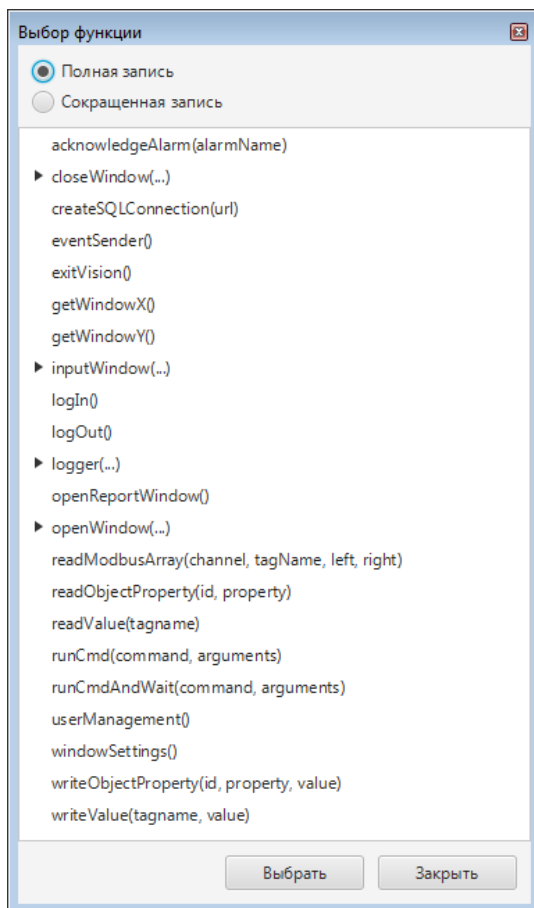 Выбор функции
Полная запись
Сокращенная запись
acknowledgeAlarm(alarmName)
closeWindow(...)
createSQLConnection(url)
eventSender()
exitVision()
getWindowX()
getWindowY()
inputWindow(...)
logIn()
logOut()
logger(...)
openReportWindow()
openWindow(...)
readModbusArray(channel, tagName, left, right)
readObjectProperty(id, property)
readValue(tagname)
runCmd(command, arguments)
runCmdAndWait(command, arguments)
userManagement()
windowSettings()
writeObjectProperty(id, property, value)
writeValue(tagname, value)
Выбрать Закрыть